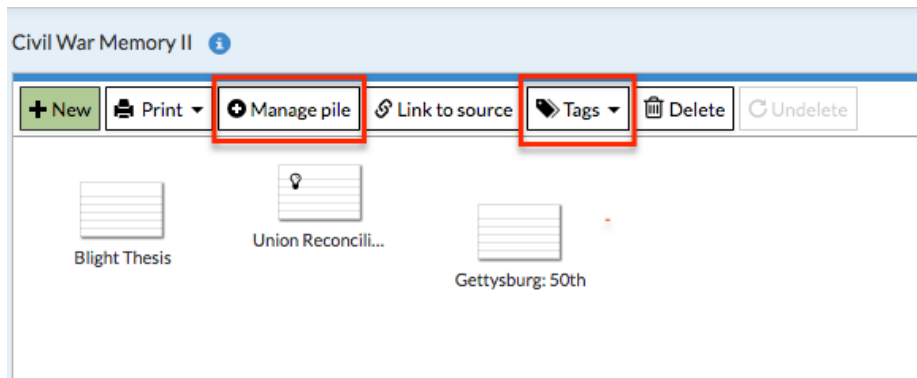 Civil War Memory II
New Print Manage pile Link to source Tags Delete Undelete
Blight Thesis
Union Reconcili...
Gettysburg: 50th